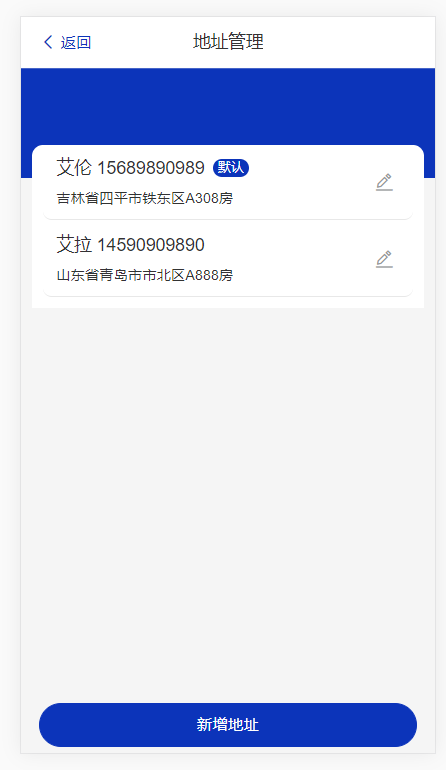 返回 地址管理
艾伦 15689890989 默认
吉林省四平市铁东区A308房
艾拉 14590909890
山东省青岛市市北区A888房
新增地址